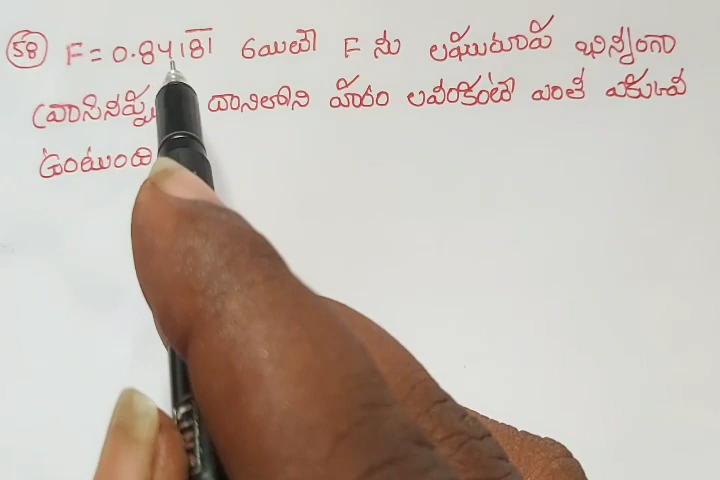 58 F = 0.84181 అయితే F ను లఘురూప భిన్నంగా
వ్రాసినప్పు దానిలోని హారం లవంకంటే ఎంత ఎక్కువ
ఉంటుంది